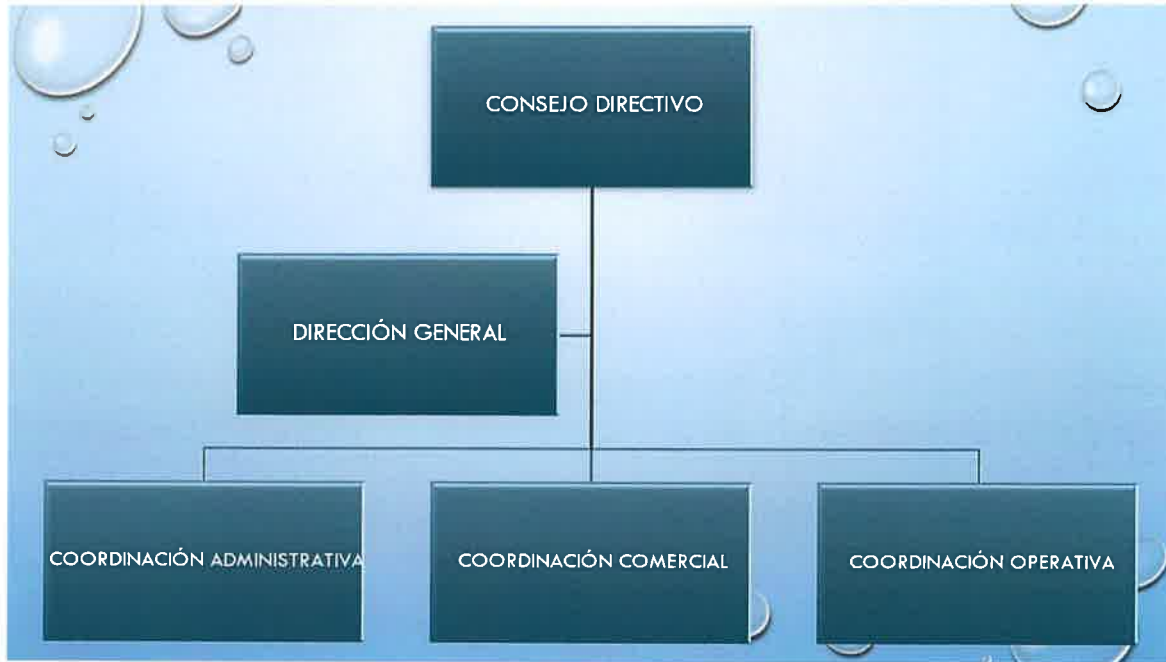 CONSEJO DIRECTIVO
DIRECCIÓN GENERAL
COORDINACIÓN ADMINISTRATIVA
COORDINACIÓN COMERCIAL
COORDINACIÓN OPERATIVA